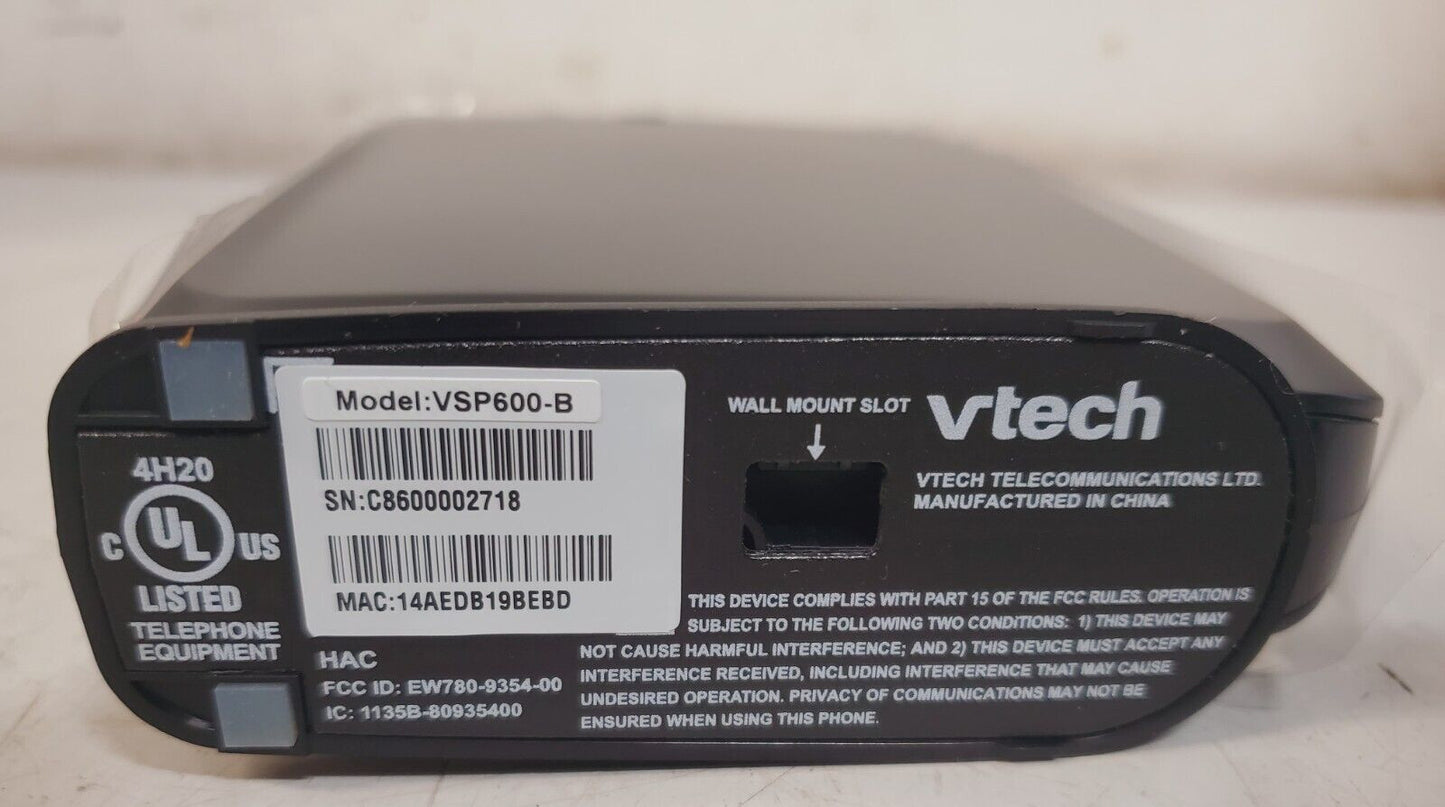 Model:VSP600-B
SN:C8600002718
MAC:14AEDB19BEBD
4H20
C UL US
LISTED
TELEPHONE
EQUIPMENT
WALL MOUNT SLOT
vtech
VTECH TELECOMMUNICATIONS LTD.
MANUFACTURED IN CHINA
HAC
FCC ID: EW780-9354-00
IC: 1135B-80935400
THIS DEVICE COMPLIES WITH PART 15 OF THE FCC RULES. OPERATION IS
SUBJECT TO THE FOLLOWING TWO CONDITIONS: 1) THIS DEVICE MAY
NOT CAUSE HARMFUL INTERFERENCE; AND 2) THIS DEVICE MUST ACCEPT ANY
INTERFERENCE RECEIVED, INCLUDING INTERFERENCE THAT MAY CAUSE
UNDESIRED OPERATION. PRIVACY OF COMMUNICATIONS MAY NOT BE
ENSURED WHEN USING THIS PHONE.